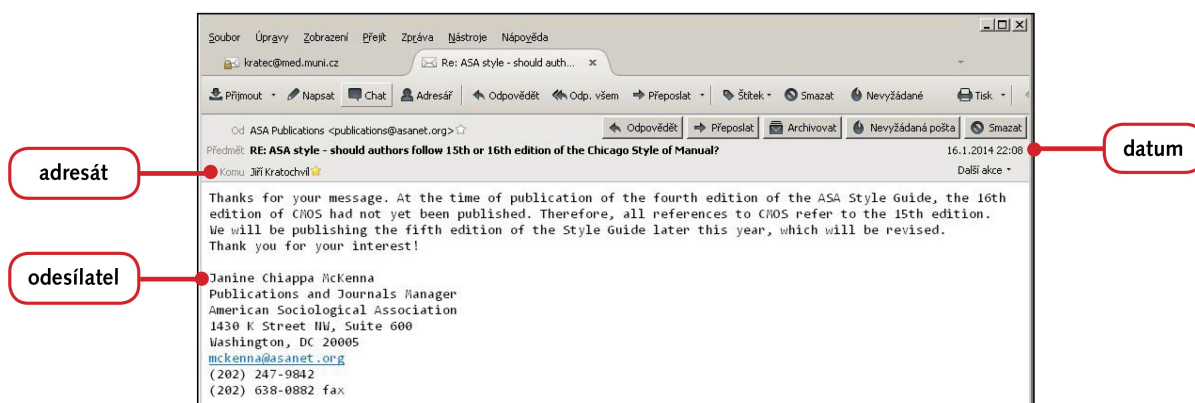 Soubor Úpravy Zobrazení Přejít Zpráva Nástroje Nápověda
kratec@med.muni.cz Re: ASA style - should auth... ×
Přijmout Napsat Chat Adresář Odpovědět Odp. všem Přeposlat Štítek Smazat Nevyžádané Tisk
Od ASA Publications <publications@asanet.org> Odpovědět Přeposlat Archivovat Nevyžádaná pošta Smazat
Předmět RE: ASA style - should authors follow 15th or 16th edition of the Chicago Style of Manual? 16.1.2014 22:08
datum
adresát
Komu Jiří Kratochvíl Další akce
Thanks for your message. At the time of publication of the fourth edition of the ASA Style Guide, the 16th
edition of CMOS had not yet been published. Therefore, all references to CMOS refer to the 15th edition.
We will be publishing the fifth edition of the Style Guide later this year, which will be revised.
Thank you for your interest!
odesílatel
Janine Chiappa McKenna
Publications and Journals Manager
American Sociological Association
1430 K Street NW, Suite 600
Washington, DC 20005
mckenna@asanet.org
(202) 247-9842
(202) 638-0882 fax